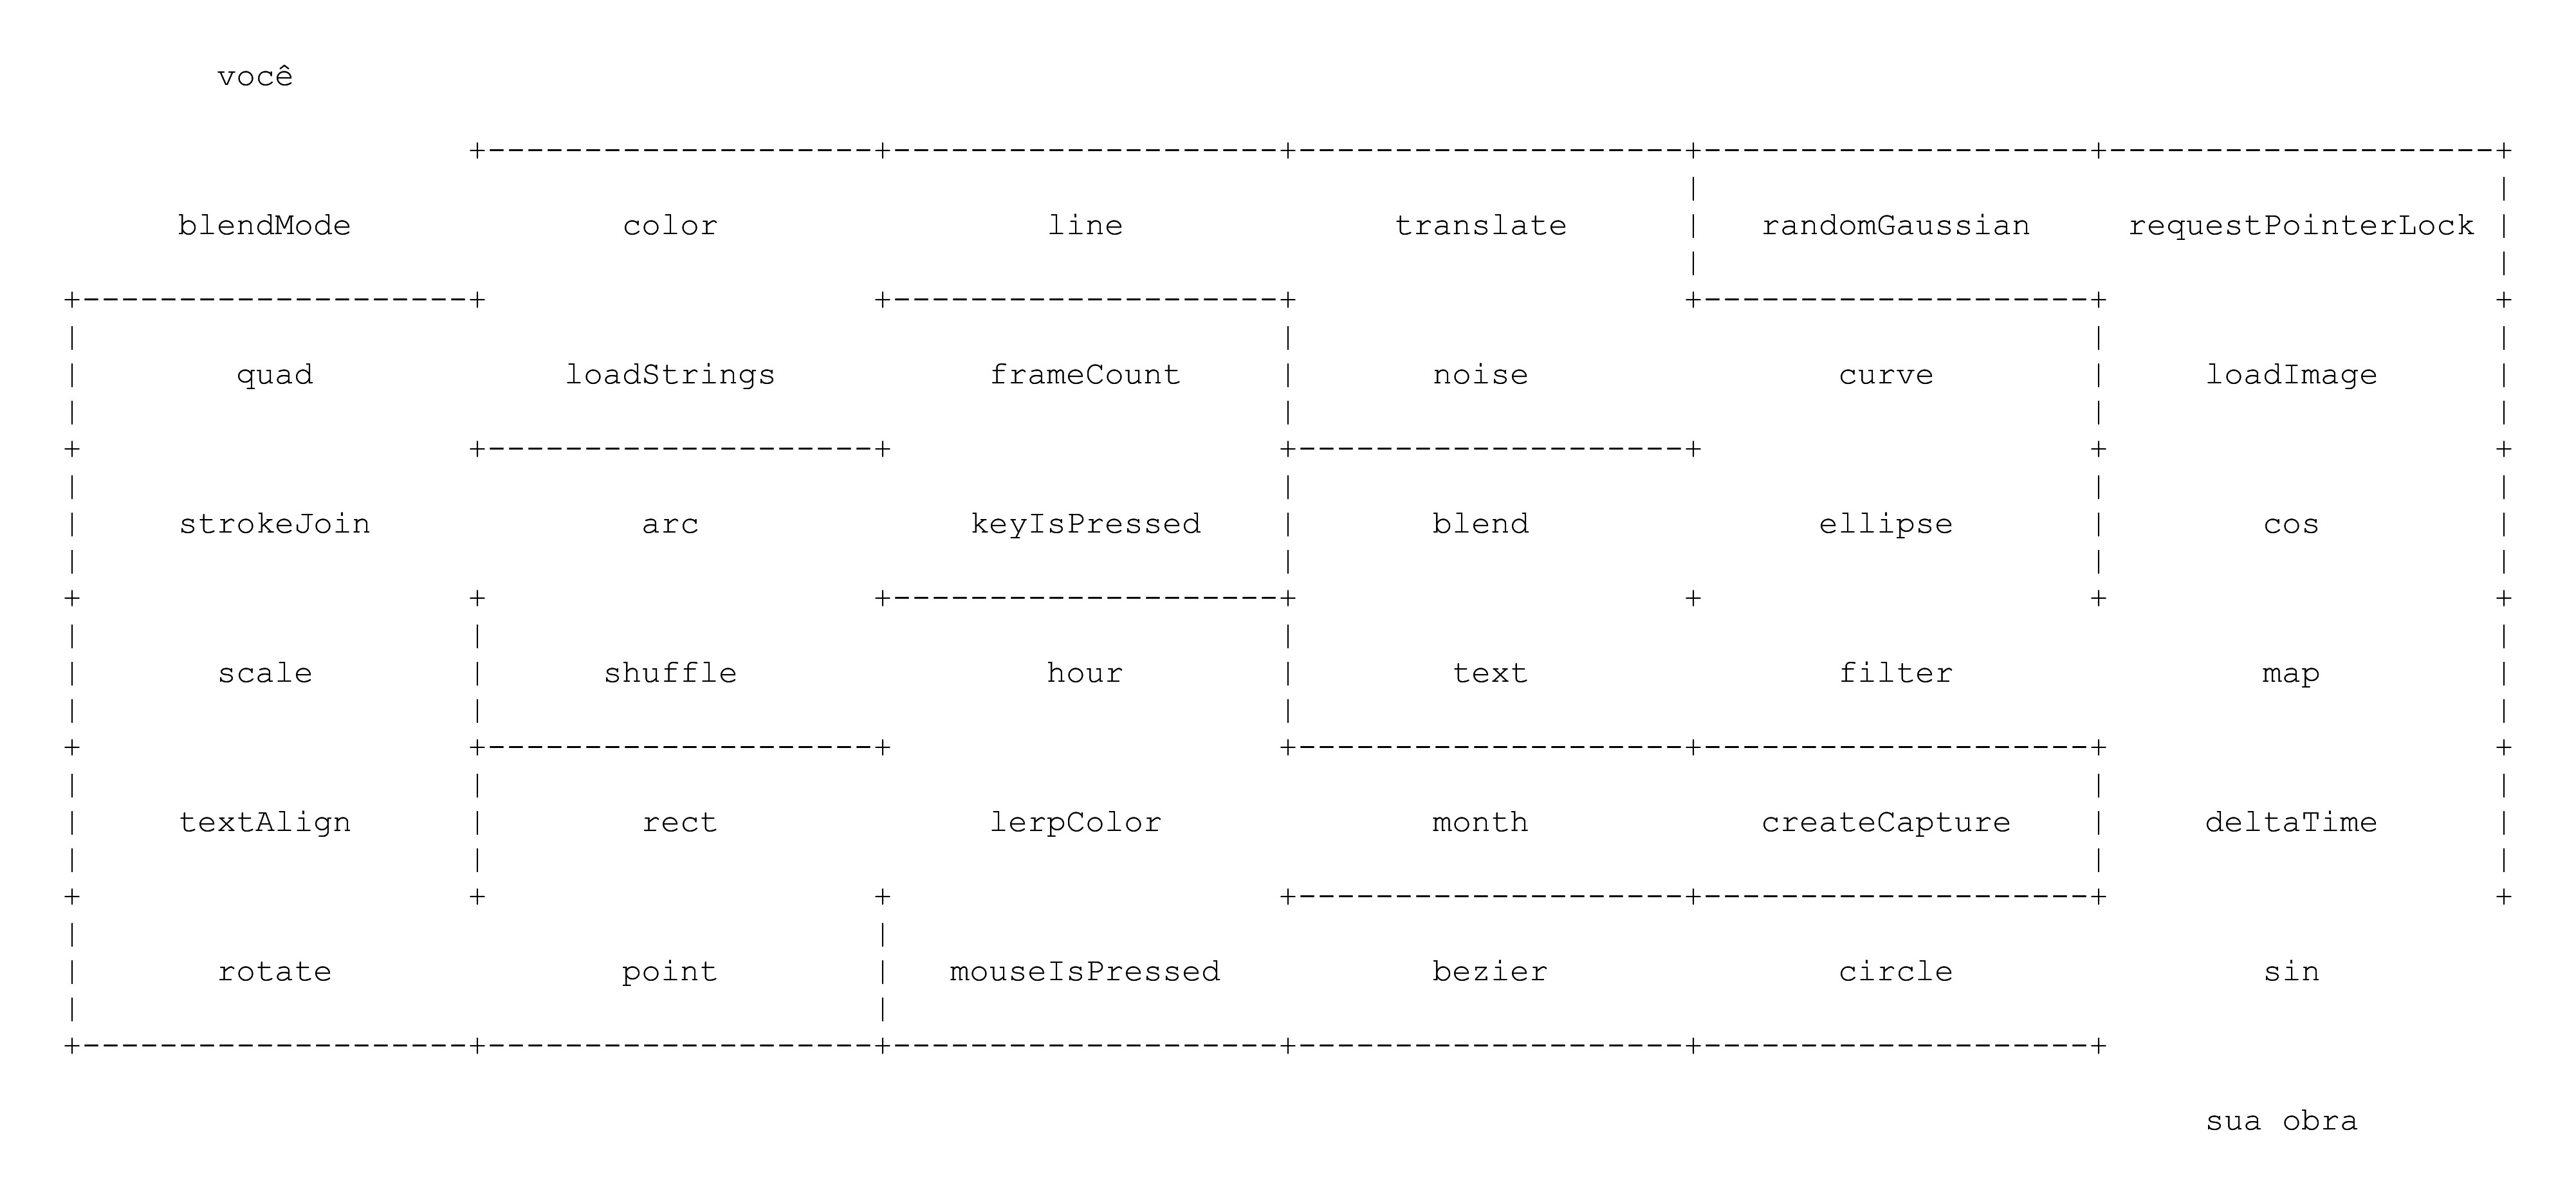 você
blendMode color line translate randomGaussian requestPointerLock
quad loadStrings frameCount noise curve loadImage
strokeJoin arc keyIsPressed blend ellipse cos
scale shuffle hour text filter map
textAlign rect lerpColor month createCapture deltaTime
rotate point mouseIsPressed bezier circle sin
sua obra